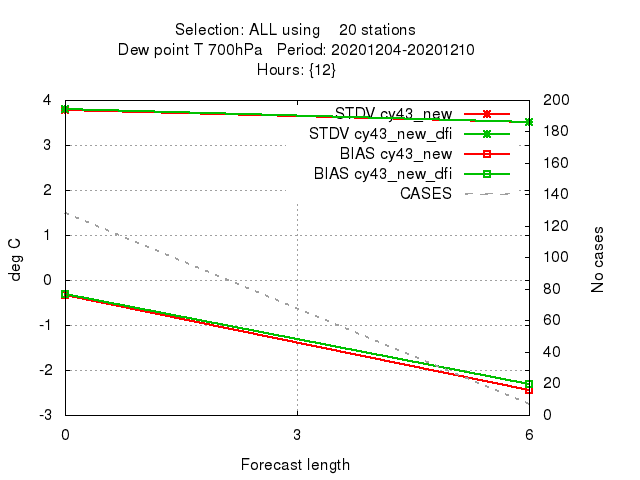 Selection: ALL using 20 stations
Dew point T 700hPa Period: 20201204-20201210
Hours: {12}
STDV cy43_new
STDV cy43_new_dfi
BIAS cy43_new
BIAS cy43_new_dfi
CASES
4
3
2
1
0
-1
-2
-3
deg C
200
180
160
140
120
100
80
60
40
20
0
No cases
0 3 6
Forecast length